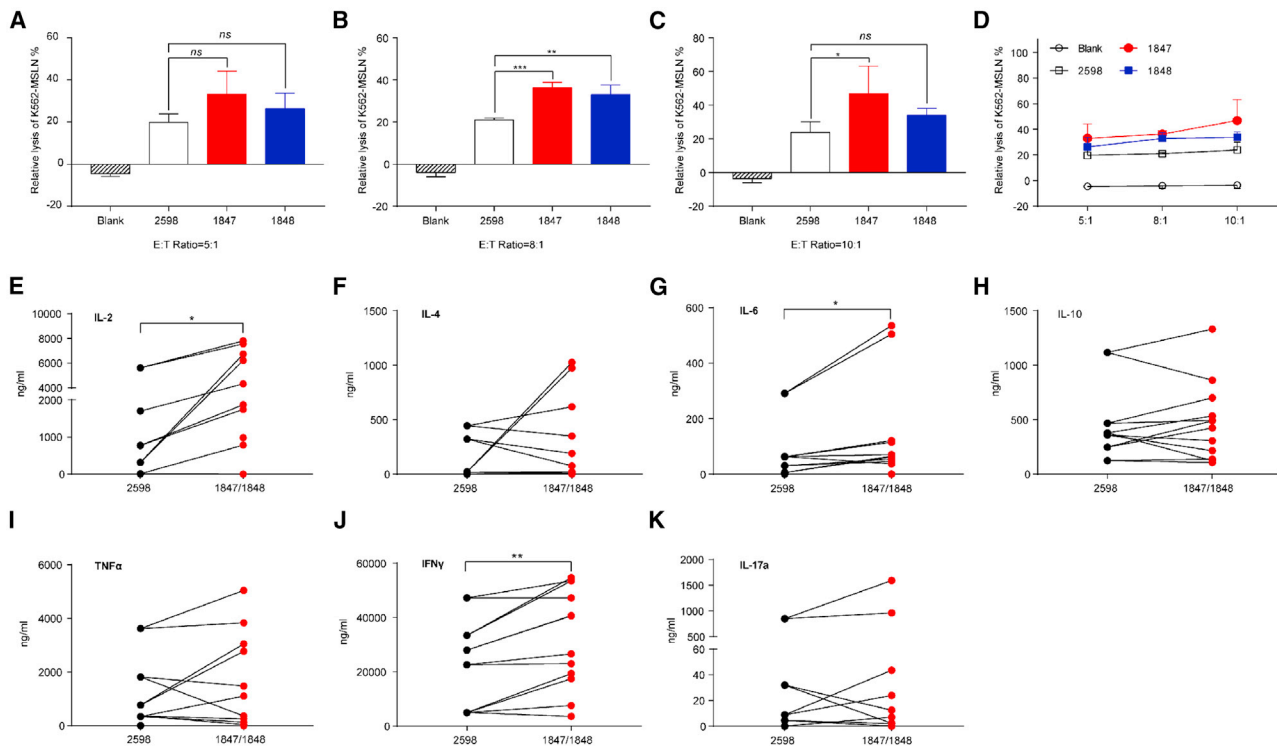 A
Relative lysis of K562-MSLN %
60
40
20
0
-20
ns
ns
Blank
2598
1847
1848
E:T Ratio=5:1
B
Relative lysis of K562-MSLN %
60
40
20
0
-20
**
***
Blank
2598
1847
1848
E:T Ratio=8:1
C
Relative lysis of K562-MSLN %
80
60
40
20
0
-20
ns
*
Blank
2598
1847
1848
E:T Ratio=10:1
D
Relative lysis of K562-MSLN %
100
80
60
40
20
0
-20
Blank
1847
2598
1848
5:1
8:1
10:1
E
IL-2
*
ng/ml
10000
8000
6000
4000
2000
1000
0
2598
1847/1848
F
IL-4
ng/ml
1500
1000
500
0
2598
1847/1848
G
IL-6
*
ng/ml
600
400
200
0
2598
1847/1848
H
IL-10
ng/ml
1500
1000
500
0
2598
1847/1848
I
TNFα
ng/ml
6000
4000
2000
0
2598
1847/1848
J
IFNγ
**
ng/ml
60000
40000
20000
0
2598
1847/1848
K
IL-17a
ng/ml
2000
1500
1000
500
60
40
20
0
2598
1847/1848